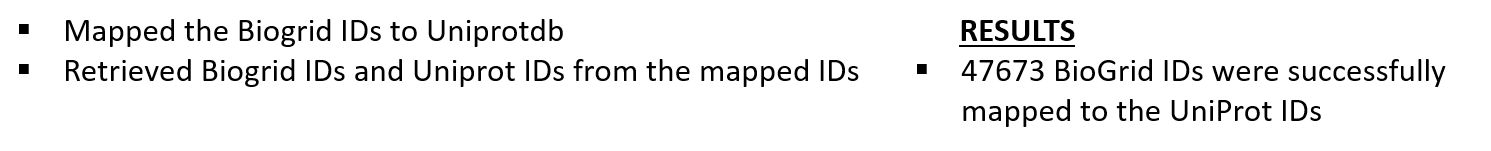 ▪ Mapped the Biogrid IDs to Uniprotdb
▪ Retrieved Biogrid IDs and Uniprot IDs from the mapped IDs
RESULTS
▪ 47673 BioGrid IDs were successfully
mapped to the UniProt IDs